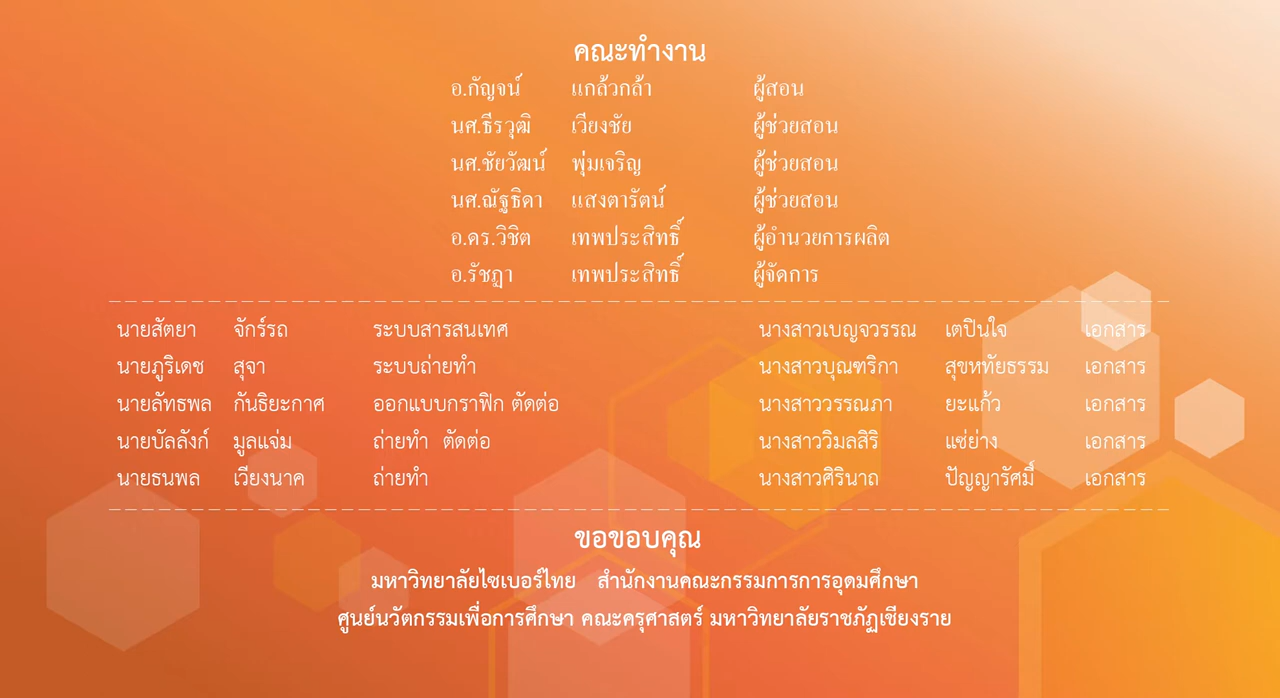 คณะทำงาน
อ.กัญจน์ แกล้วกล้า ผู้สอน
นศ.ธีรวุฒิ เวียงชัย ผู้ช่วยสอน
นศ.ชัยวัฒน์ พุ่มเจริญ ผู้ช่วยสอน
นศ.ณัฐธิดา แสงดารัตน์ ผู้ช่วยสอน
อ.ดร.วิชิต เทพประสิทธิ์ ผู้อำนวยการผลิต
อ.รัชฎา เทพประสิทธิ์ ผู้จัดการ
นายสัตยา จักร์รถ ระบบสารสนเทศ นางสาวเบญจวรรณ เตปินใจ เอกสาร
นายภูริเดช สุจา ระบบถ่ายทำ นางสาวบุณฑริกา สุขหทัยธรรม เอกสาร
นายลัทธพล กันธิยะกาศ ออกแบบกราฟิก ตัดต่อ นางสาววรรณภา ยะแก้ว เอกสาร
นายบัลลังก์ มูลแจ่ม ถ่ายทำ ตัดต่อ นางสาววิมลสิริ แซ่ย่าง เอกสาร
นายธนพล เวียงนาค ถ่ายทำ นางสาวศิรินาถ ปัญญารัศมี์ เอกสาร
ขอขอบคุณ
มหาวิทยาลัยไซเบอร์ไทย สำนักงานคณะกรรมการการอุดมศึกษา
ศูนย์นวัตกรรมเพื่อการศึกษา คณะครุศาสตร์ มหาวิทยาลัยราชภัฏเชียงราย